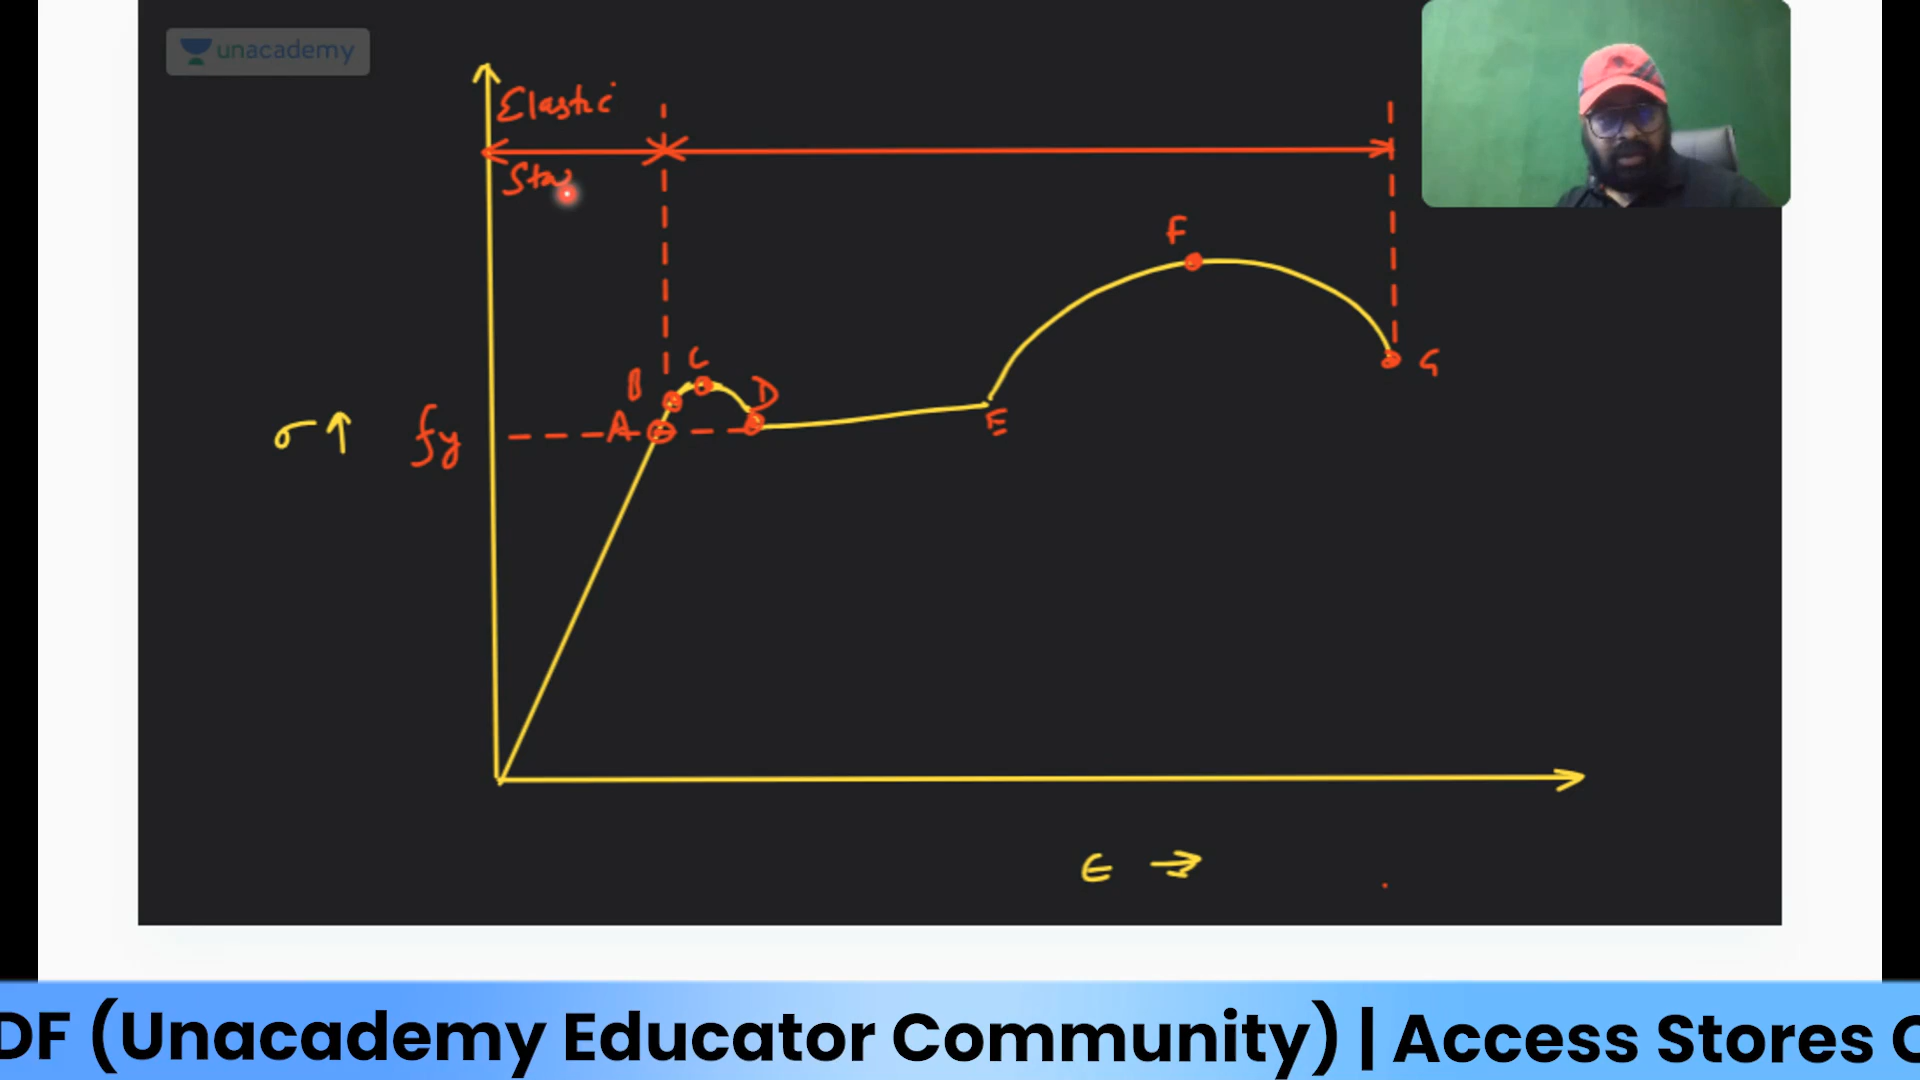 unacademy
Elastic
Sta
F
C
B
D
G
A
E
σ↑ fy
ϵ →
DF (Unacademy Educator Community) | Access Stores